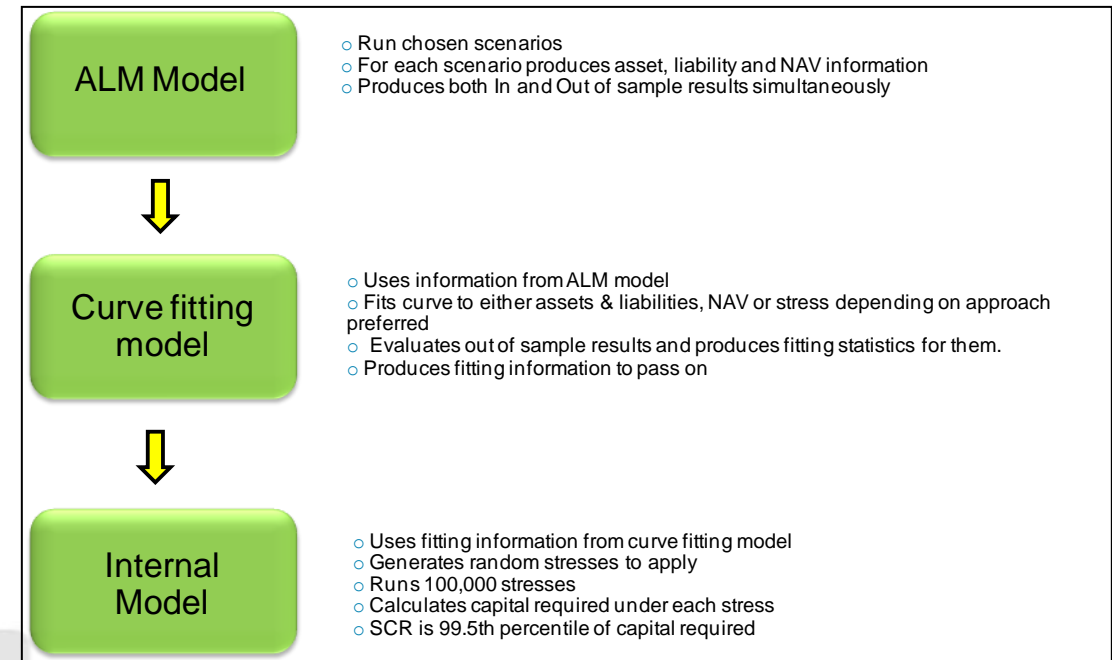 ALM Model
o Run chosen scenarios
o For each scenario produces asset, liability and NAV information
o Produces both In and Out of sample results simultaneously
Curve fitting
model
o Uses information from ALM model
o Fits curve to either assets & liabilities, NAV or stress depending on approach
preferred
o Evaluates out of sample results and produces fitting statistics for them.
o Produces fitting information to pass on
Internal
Model
o Uses fitting information from curve fitting model
o Generates random stresses to apply
o Runs 100,000 stresses
o Calculates capital required under each stress
o SCR is 99.5th percentile of capital required